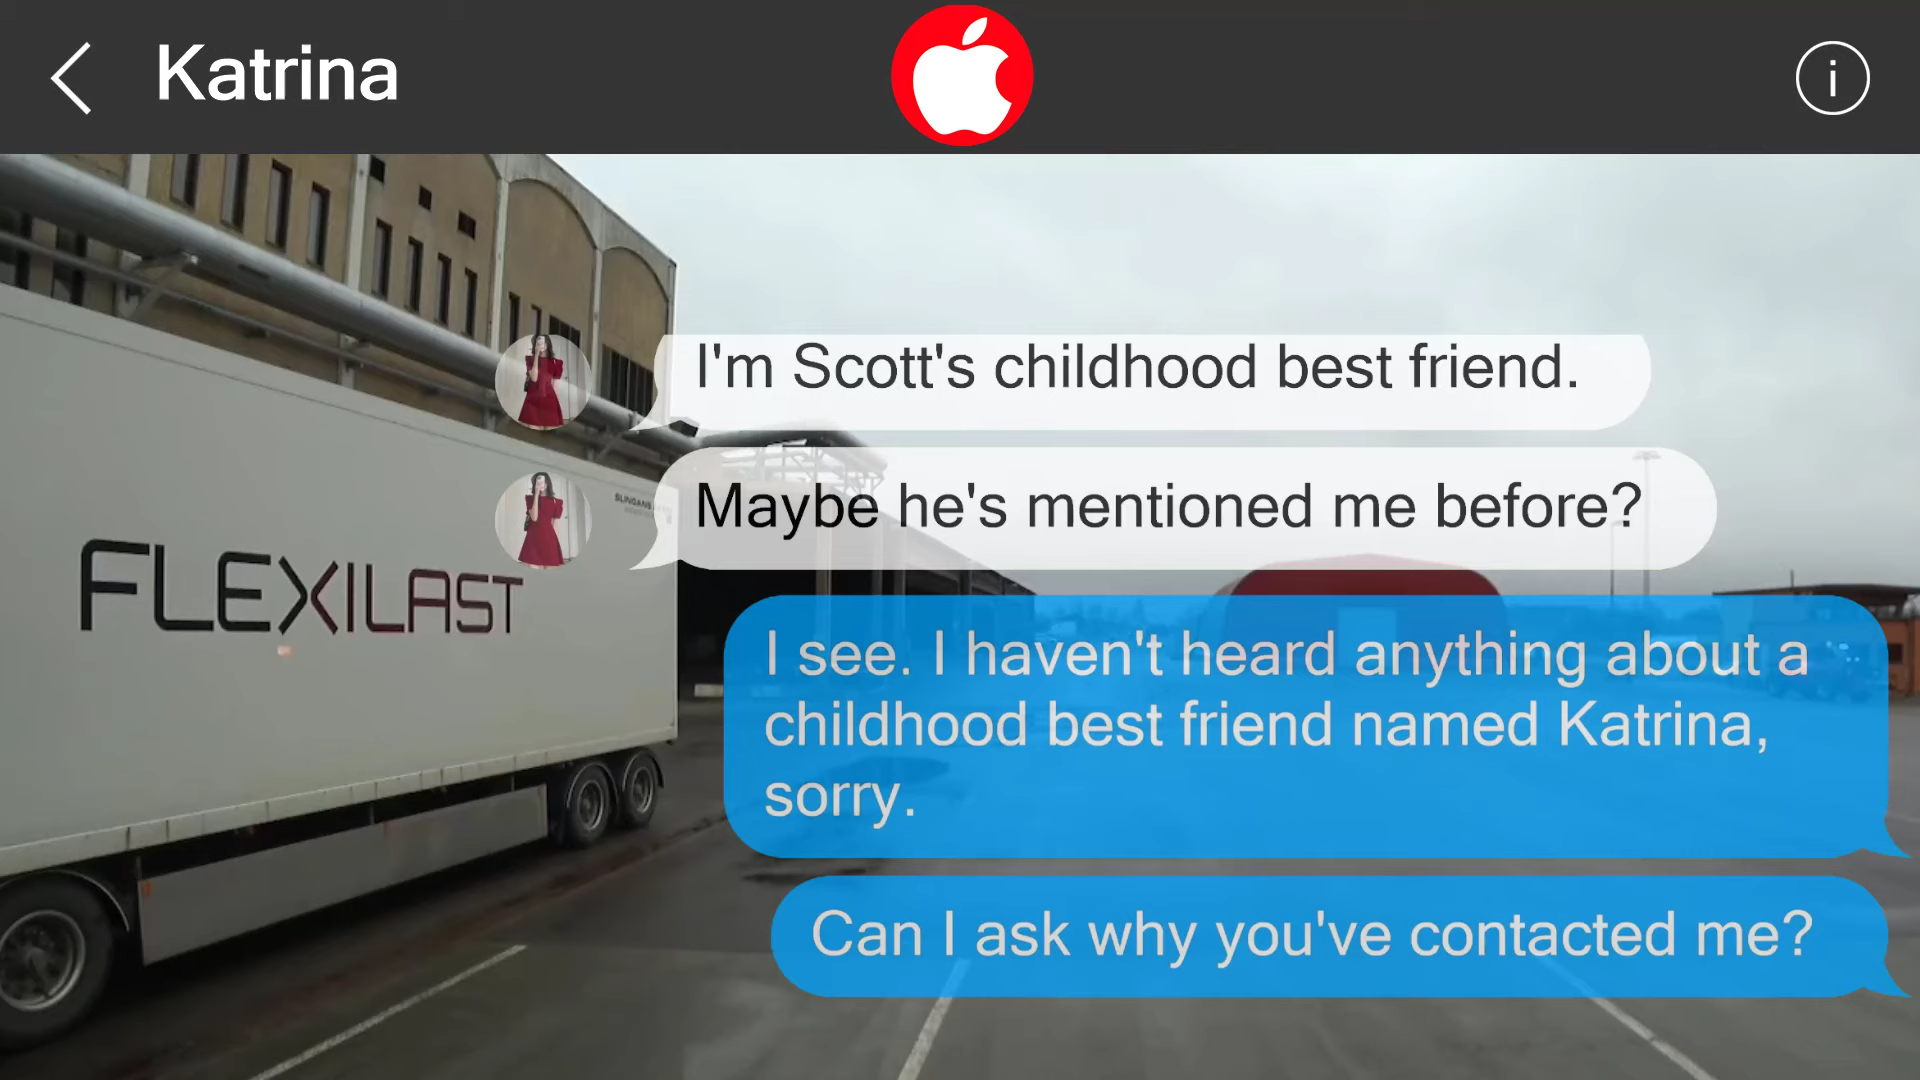 Katrina
i
I'm Scott's childhood best friend.
Maybe he's mentioned me before?
FLEXILAST
I see. I haven't heard anything about a
childhood best friend named Katrina,
sorry.
Can I ask why you've contacted me?